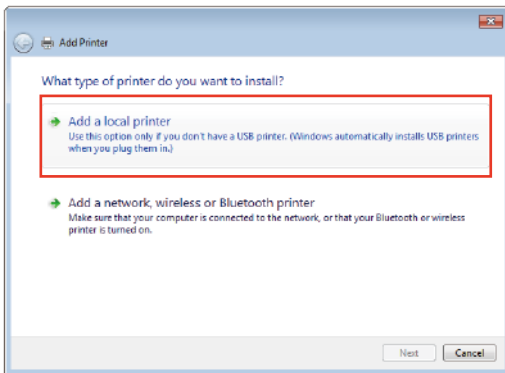 Add Printer
What type of printer do you want to install?
Add a local printer
Use this option only if you don't have a USB printer. (Windows automatically installs USB printers
when you plug them in.)
Add a network, wireless or Bluetooth printer
Make sure that your computer is connected to the network, or that your Bluetooth or wireless
printer is turned on.
Next Cancel